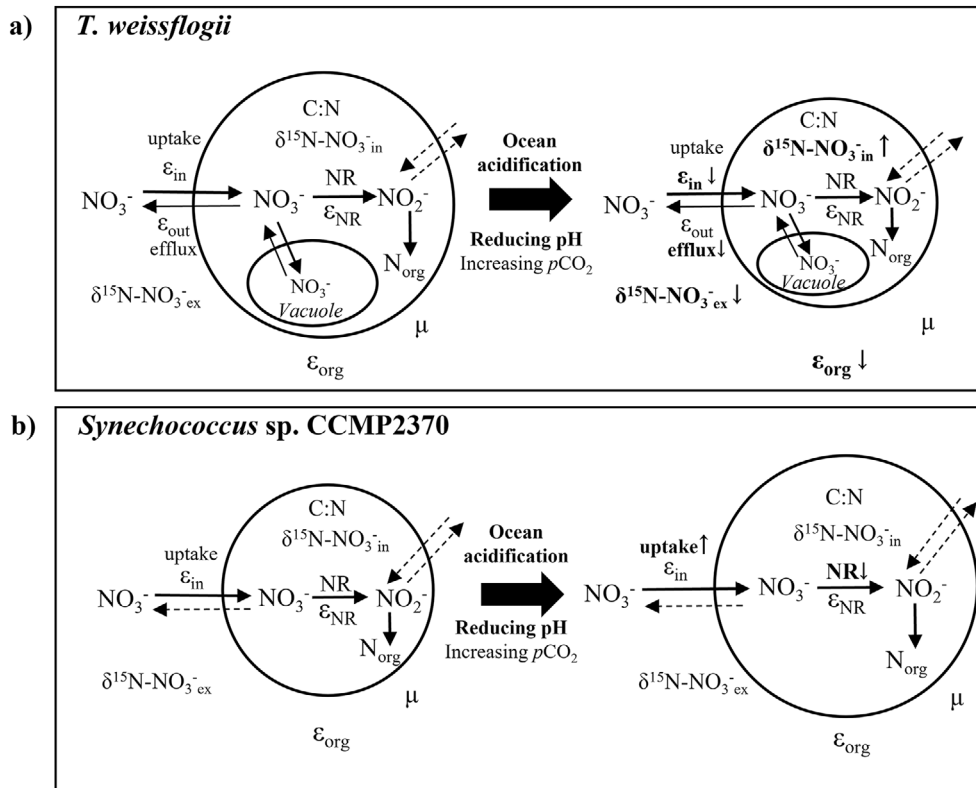 a)
T. weissflogii
C:N
δ¹⁵N-NO₃⁻in
uptake
εin
NO₃⁻
NO₃⁻
NR
εNR
NO₂⁻
εout
efflux
Norg
NO₃⁻
Vacuole
δ¹⁵N-NO₃⁻ex
μ
εorg
Ocean
acidification
Reducing pH
Increasing pCO₂
C:N
δ¹⁵N-NO₃⁻in ↑
uptake
εin ↓
NO₃⁻
NO₃⁻
NR
εNR
NO₂⁻
εout
efflux↓
Norg
NO₃⁻
Vacuole
δ¹⁵N-NO₃⁻ex ↓
μ
εorg ↓
b)
Synechococcus sp. CCMP2370
C:N
δ¹⁵N-NO₃⁻in
uptake
εin
NO₃⁻
NO₃⁻
NR
εNR
NO₂⁻
Norg
δ¹⁵N-NO₃⁻ex
μ
εorg
Ocean
acidification
Reducing pH
Increasing pCO₂
C:N
δ¹⁵N-NO₃⁻in
uptake↑
εin
NO₃⁻
NO₃⁻
NR↓
εNR
NO₂⁻
Norg
δ¹⁵N-NO₃⁻ex
μ
εorg